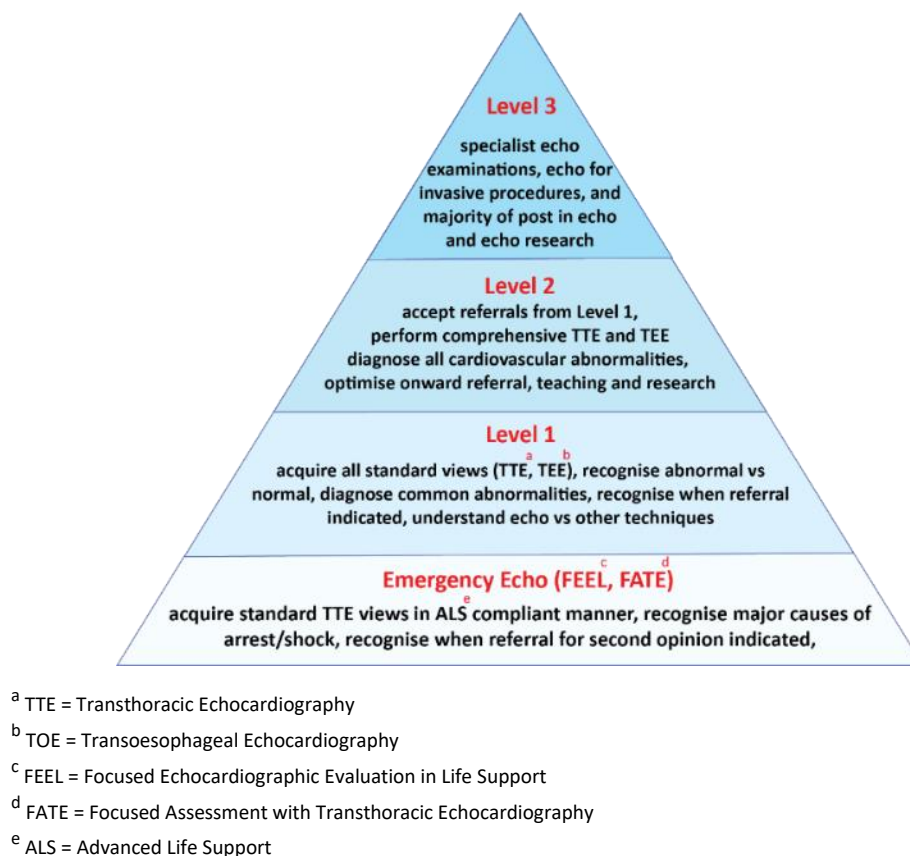 Level 3
specialist echo
examinations, echo for
invasive procedures, and
majority of post in echo
and echo research
Level 2
accept referrals from Level 1,
perform comprehensive TTE and TEE
diagnose all cardiovascular abnormalities,
optimise onward referral, teaching and research
Level 1
acquire all standard views (TTE,a TEEb), recognise abnormal vs
normal, diagnose common abnormalities, recognise when referral
indicated, understand echo vs other techniques
Emergency Echo (FEEL,c FATEd)
acquire standard TTE views in ALSe compliant manner, recognise major causes of
arrest/shock, recognise when referral for second opinion indicated,
a TTE = Transthoracic Echocardiography
b TOE = Transoesophageal Echocardiography
c FEEL = Focused Echocardiographic Evaluation in Life Support
d FATE = Focused Assessment with Transthoracic Echocardiography
e ALS = Advanced Life Support